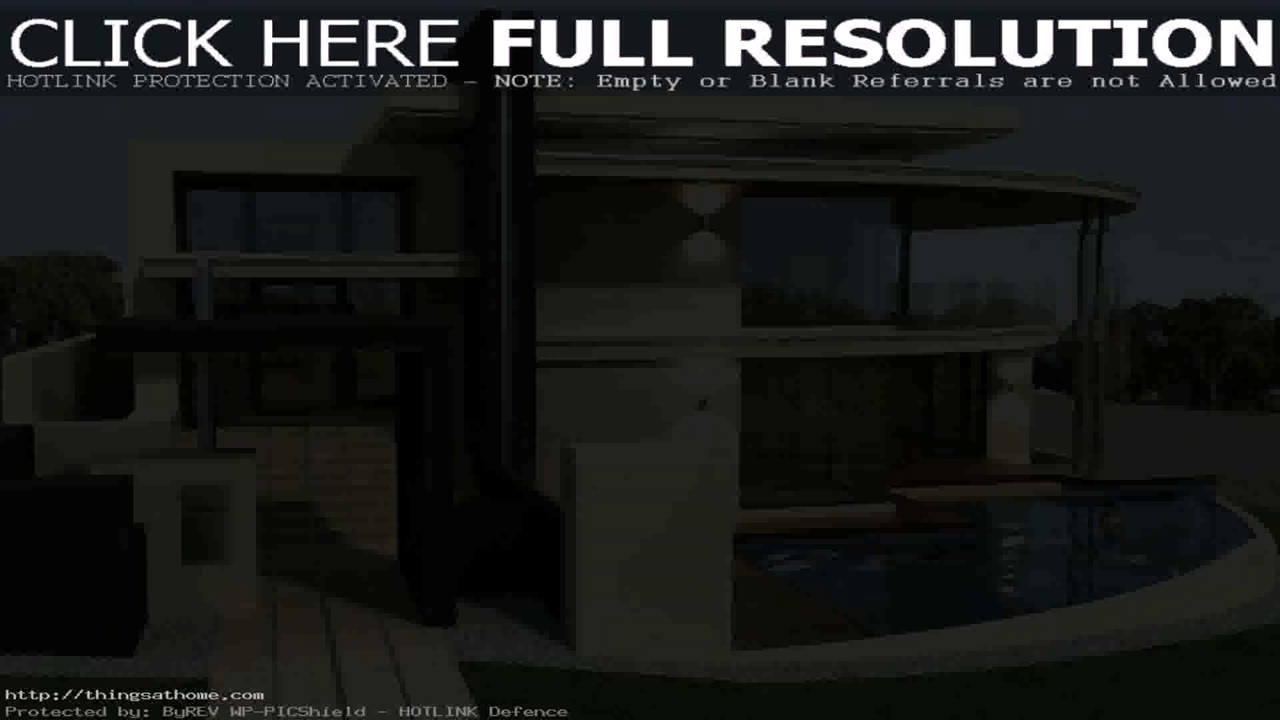 CLICK HERE FULL RESOLUTION
HOTLINK PROTECTION ACTIVATED - NOTE: Empty or Blank Referrals are not Allowed
http://thingsathome.com
Protected by: ByREV WP-PICShield - HOTLINK Defence